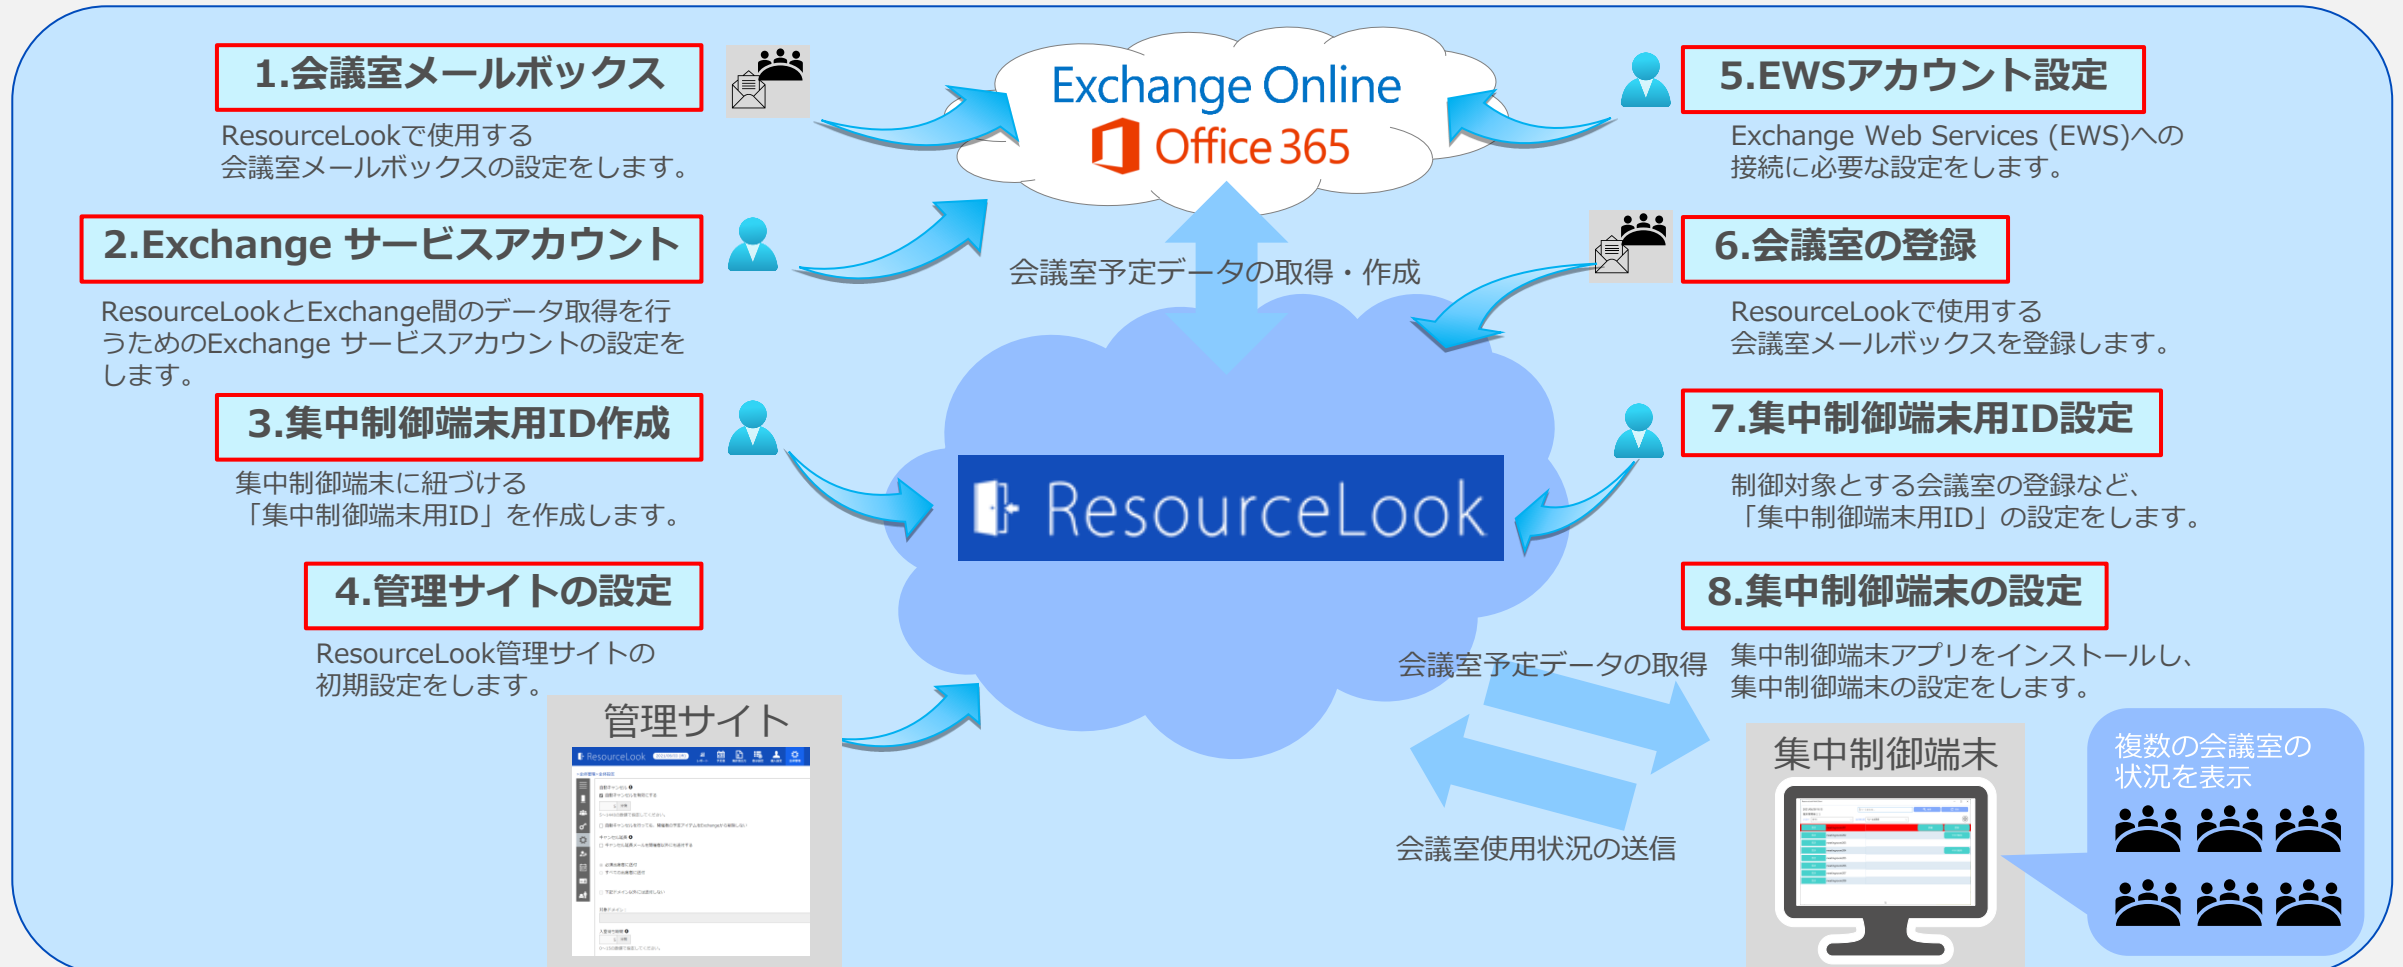 1.会議室メールボックス
ResourceLookで使用する
会議室メールボックスの設定をします。
2.Exchange サービスアカウント
ResourceLookとExchange間のデータ取得を行
うためのExchange サービスアカウントの設定を
します。
3.集中制御端末用ID作成
集中制御端末に紐づける
「集中制御端末用ID」を作成します。
4.管理サイトの設定
ResourceLook管理サイトの
初期設定をします。
管理サイト
ResourceLook
Exchange Online
Office 365
会議室予定データの取得・作成
ResourceLook
会議室予定データの取得
会議室使用状況の送信
5.EWSアカウント設定
Exchange Web Services (EWS)への
接続に必要な設定をします。
6.会議室の登録
ResourceLookで使用する
会議室メールボックスを登録します。
7.集中制御端末用ID設定
制御対象とする会議室の登録など、
「集中制御端末用ID」の設定をします。
8.集中制御端末の設定
集中制御端末アプリをインストールし、
集中制御端末の設定をします。
集中制御端末
複数の会議室の
状況を表示